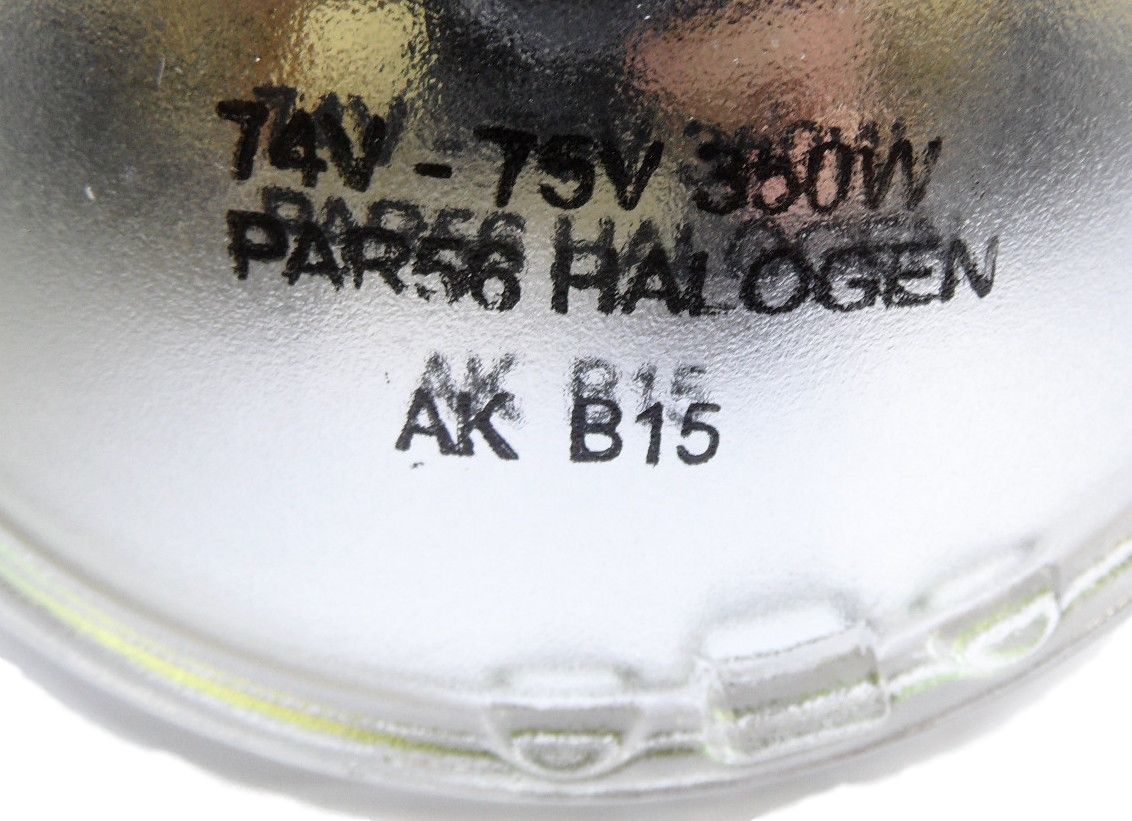 74V - 75V 350W
PAR56 HALOGEN
AK B15